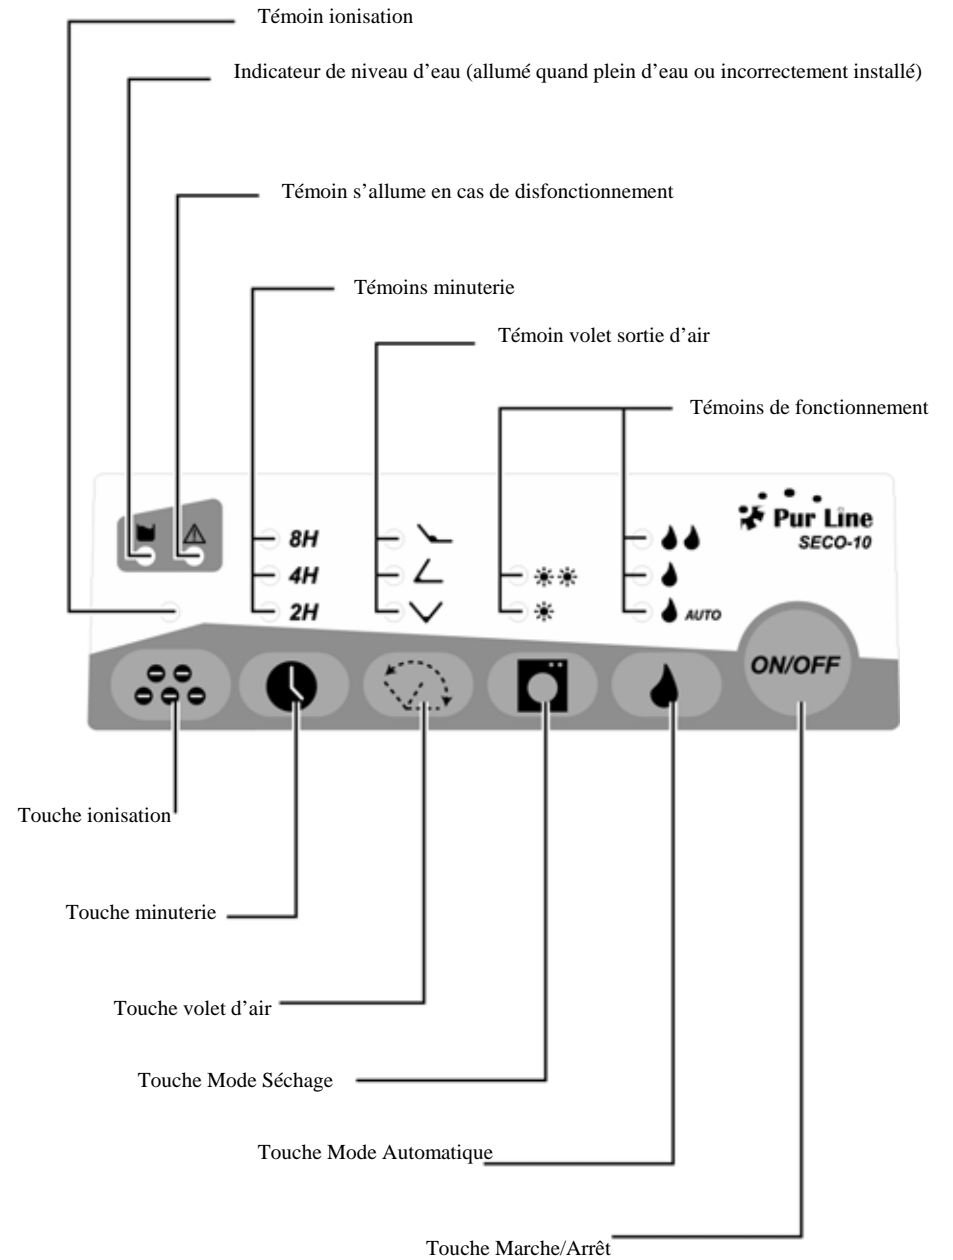 Témoin ionisation
Indicateur de niveau d’eau (allumé quand plein d’eau ou incorrectement installé)
Témoin s’allume en cas de disfonctionnement
Témoins minuterie
Témoin volet sortie d’air
Témoins de fonctionnement
Pur Line
SECO-10
8H
4H
2H
AUTO
ON/OFF
Touche ionisation
Touche minuterie
Touche volet d’air
Touche Mode Séchage
Touche Mode Automatique
Touche Marche/Arrêt